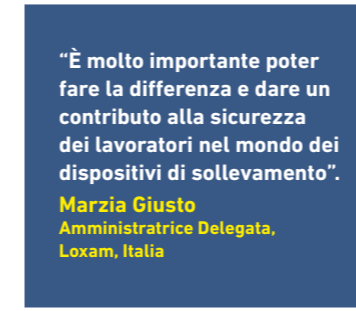 “È molto importante poter
fare la differenza e dare un
contributo alla sicurezza
dei lavoratori nel mondo dei
dispositivi di sollevamento”.
Marzia Giusto
Amministratrice Delegata,
Loxam, Italia